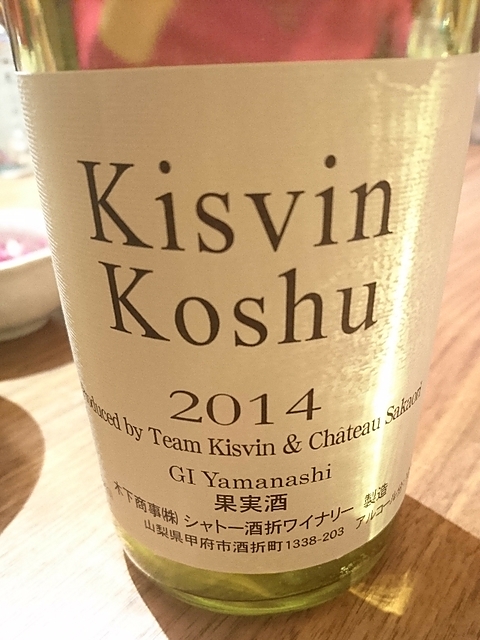 Kisvin
Koshu
2014
Produced by Team Kisvin & Château Sakaori
GI Yamanashi
果実酒
木下商事㈱ シャトー酒折ワイナリー 製造
山梨県甲府市酒折町1338-203 アルコール分